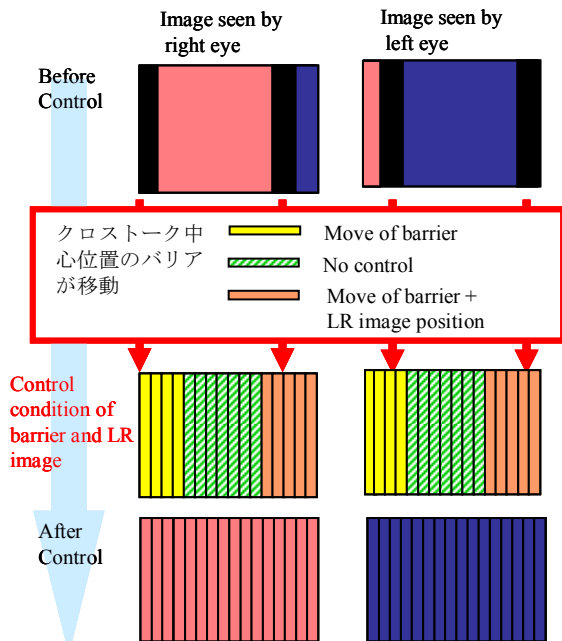 Image seen by
right eye
Image seen by
left eye
Before
Control
クロストーク中
心位置のバリア
が移動
Move of barrier
No control
Move of barrier +
LR image position
Control
condition of
barrier and LR
image
After
Control